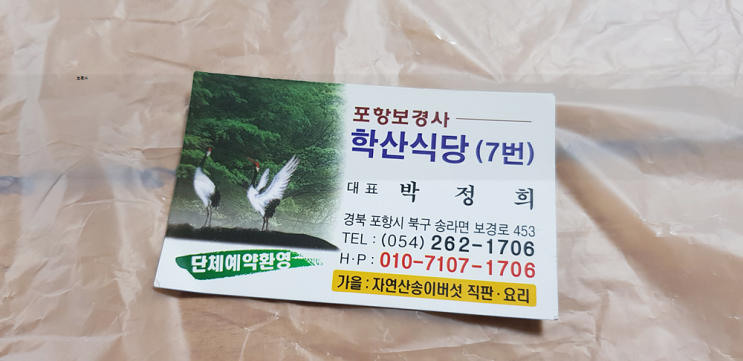 포항보경사
학산식당 (7번)
대표 박정희
경북 포항시 북구 송라면 보경로 453
TEL : (054) 262-1706
H·P : 010-7107-1706
단체예약환영
가을 : 자연산송이버섯 직판·요리